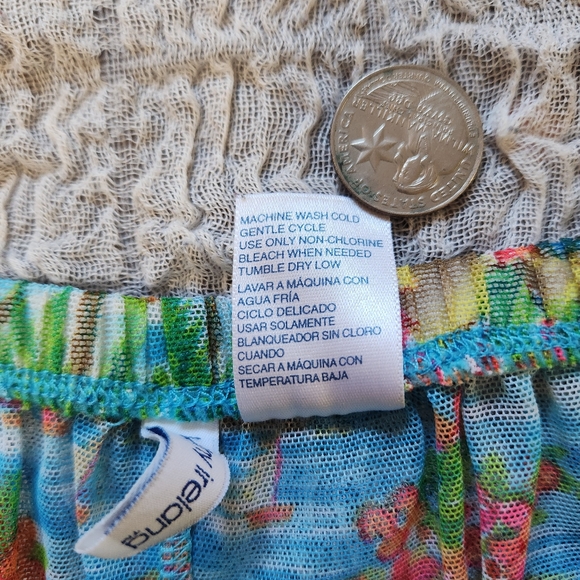 MACHINE WASH COLD
GENTLE CYCLE
USE ONLY NON-CHLORINE
BLEACH WHEN NEEDED
TUMBLE DRY LOW
LAVAR A MÁQUINA CON
AGUA FRÍA
CICLO DELICADO
USAR SOLAMENTE
BLANQUEADOR SIN CLORO
CUANDO
SECAR A MÁQUINA CON
TEMPERATURA BAJA
ireland